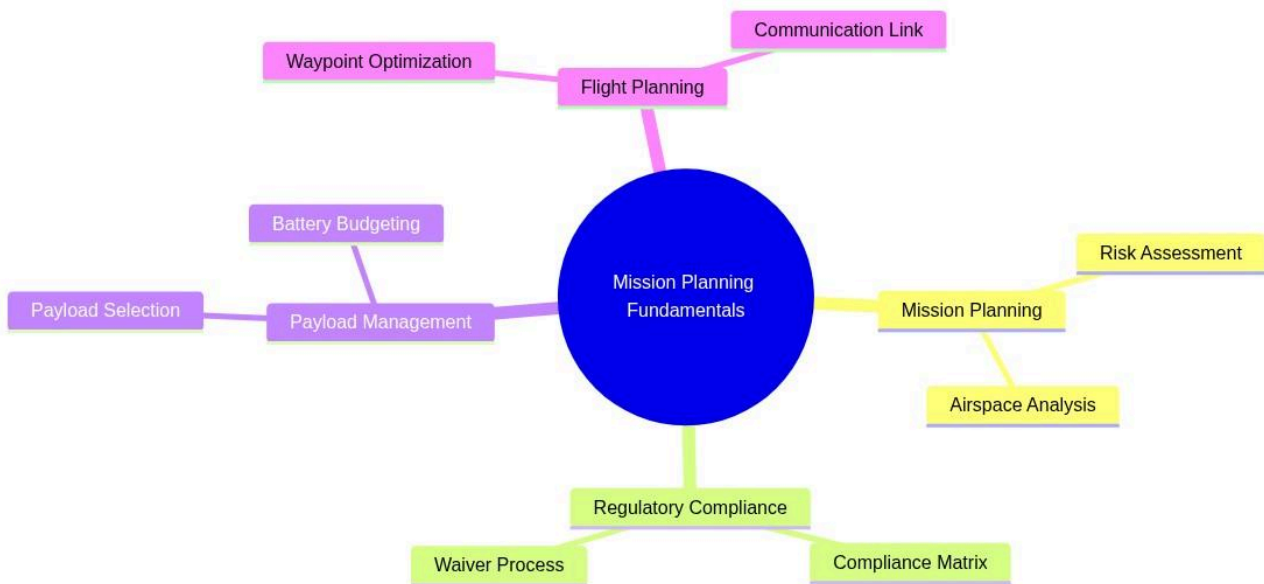 Communication Link
Waypoint Optimization
Flight Planning
Battery Budgeting
Risk Assessment
Mission Planning
Fundamentals
Payload Selection
Payload Management
Mission Planning
Airspace Analysis
Regulatory Compliance
Waiver Process
Compliance Matrix